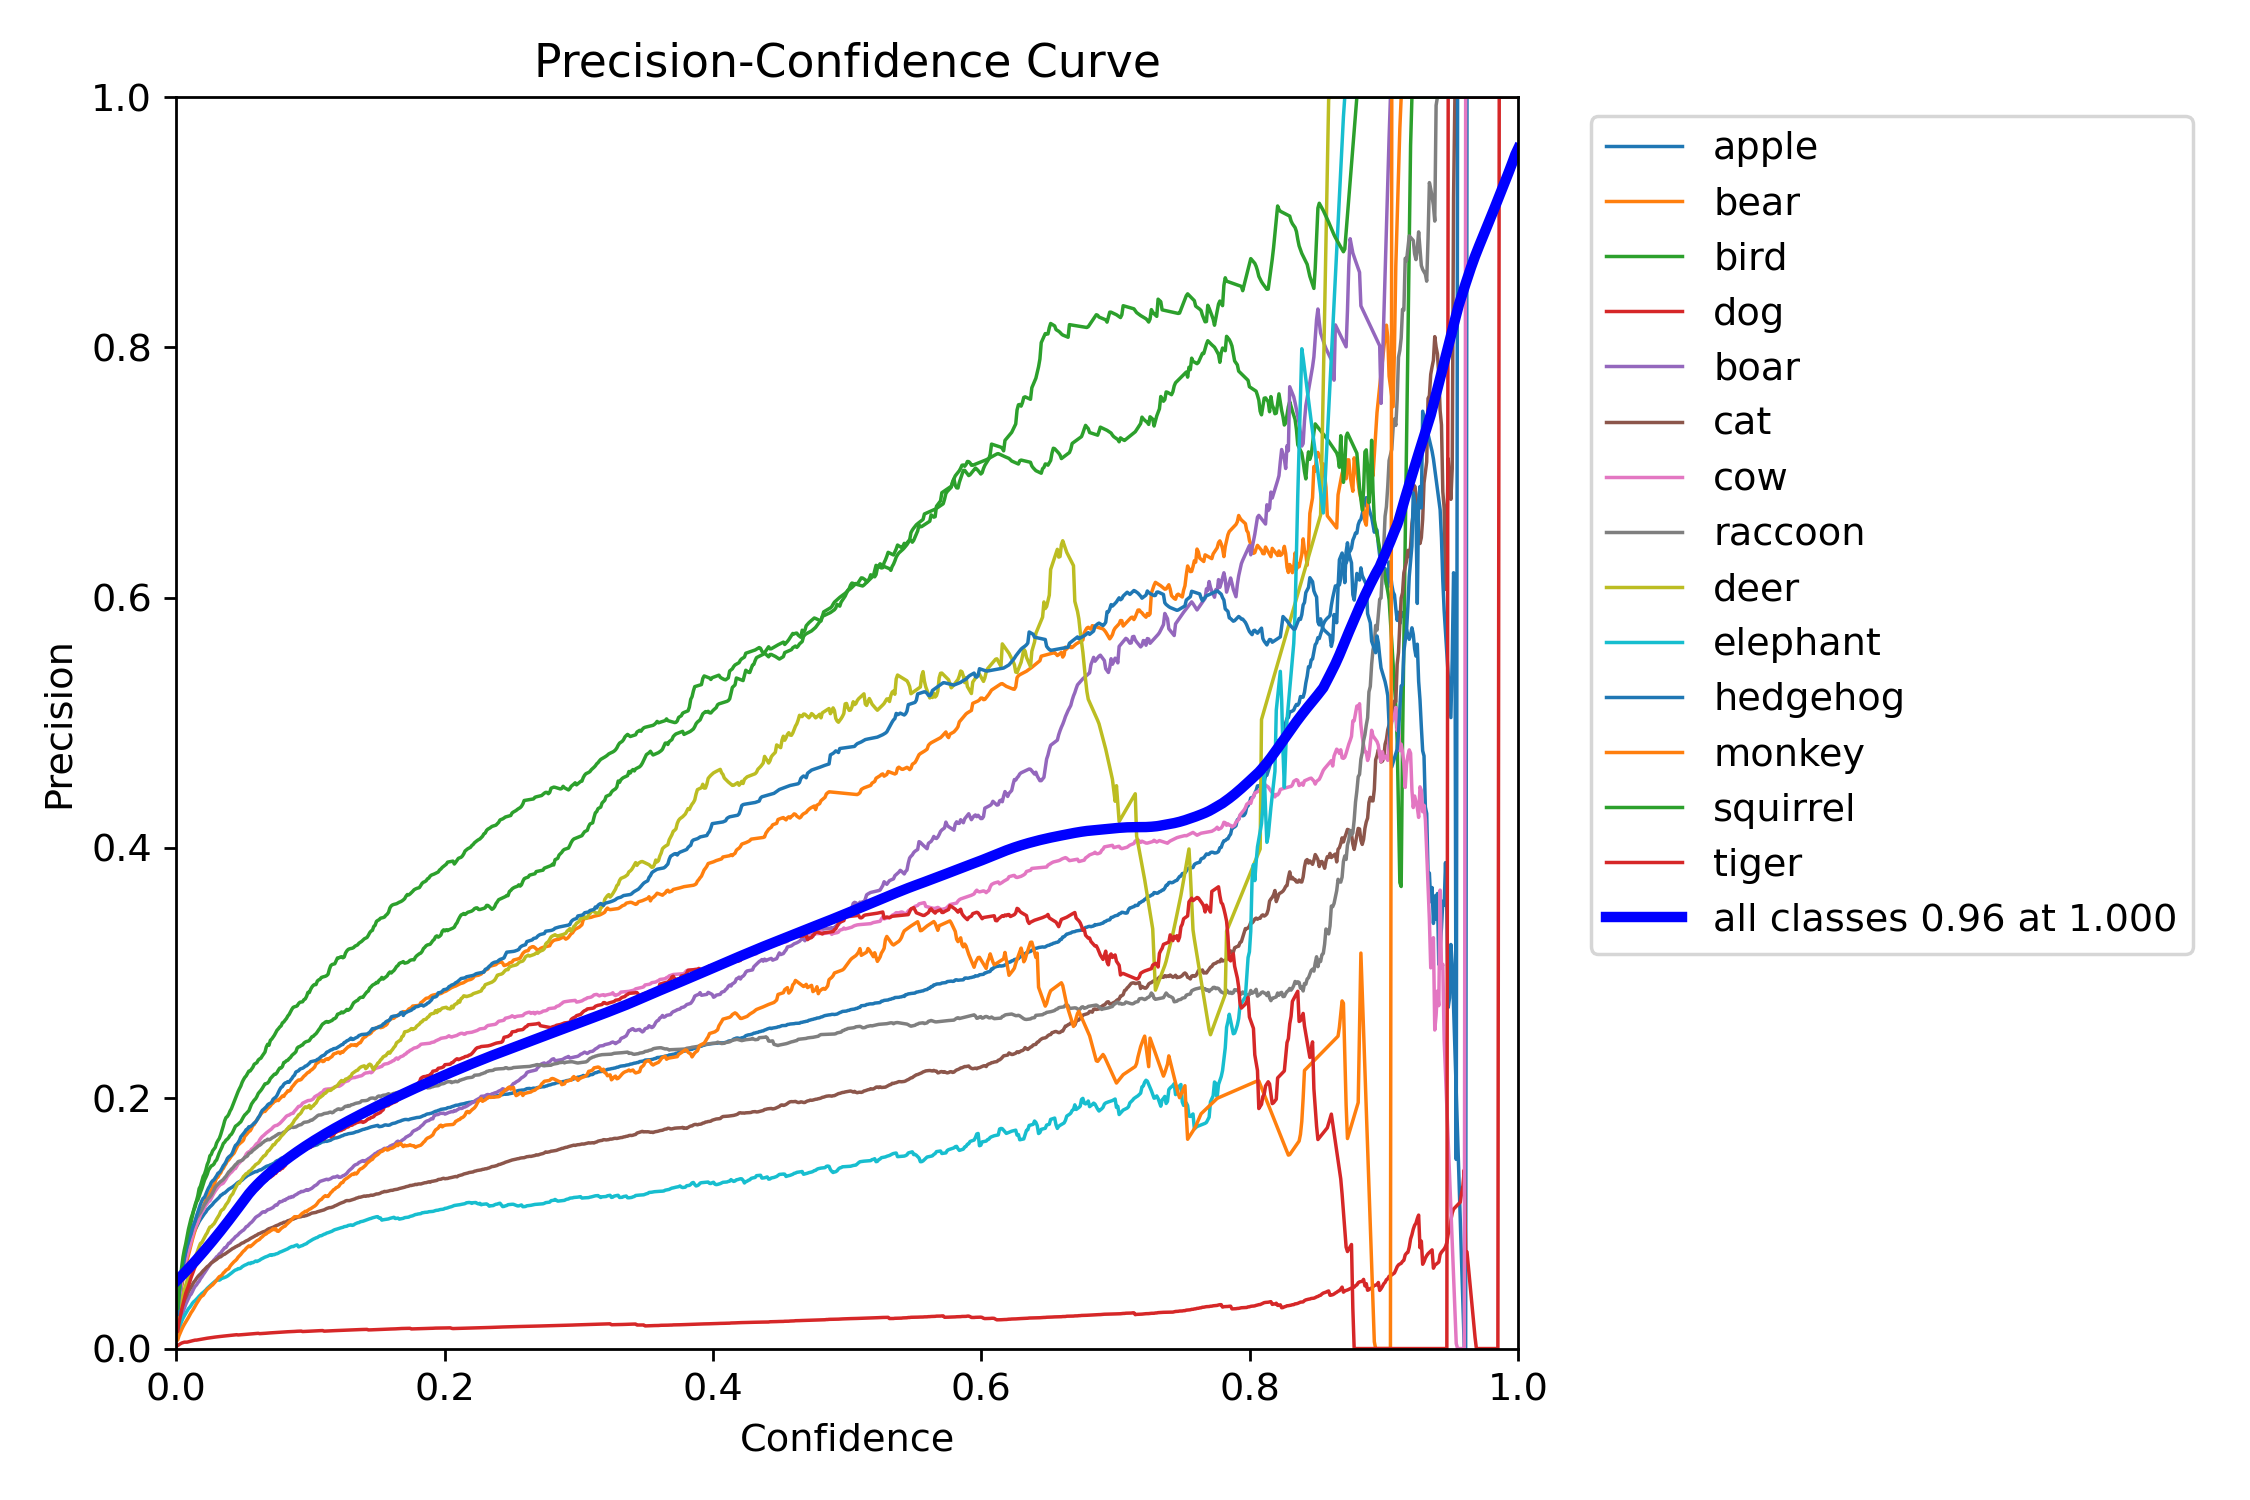 Precision-Confidence Curve
1.0
0.8
0.6
0.4
0.2
0.0
Precision
0.0 0.2 0.4 0.6 0.8 1.0
Confidence
apple
bear
bird
dog
boar
cat
cow
raccoon
deer
elephant
hedgehog
monkey
squirrel
tiger
all classes 0.96 at 1.000